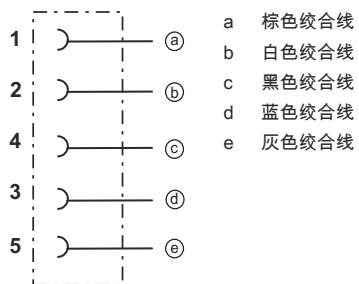 1 ⓐ
2 ⓑ
4 ⓒ
3 ⓓ
5 ⓔ
a 棕色绞合线
b 白色绞合线
c 黑色绞合线
d 蓝色绞合线
e 灰色绞合线